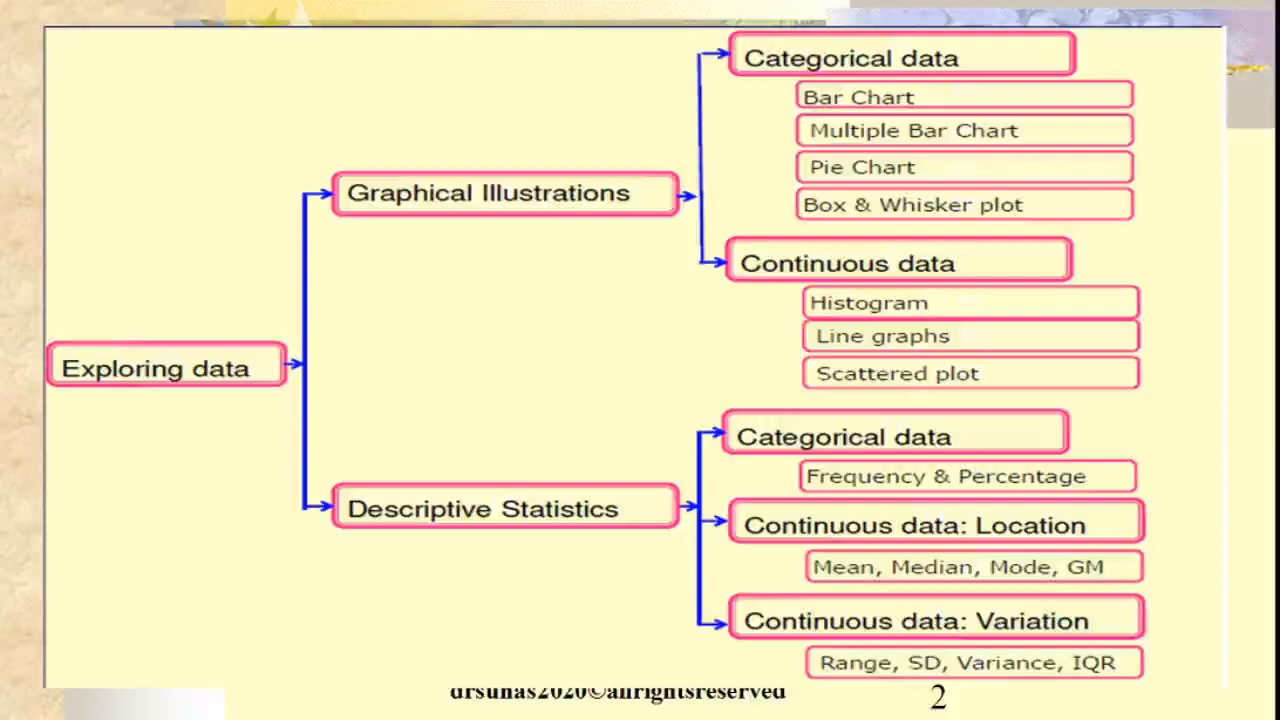 Categorical data
Bar Chart
Multiple Bar Chart
Pie Chart
Box & Whisker plot
Graphical Illustrations
Continuous data
Histogram
Line graphs
Scattered plot
Exploring data
Categorical data
Frequency & Percentage
Descriptive Statistics
Continuous data: Location
Mean, Median, Mode, GM
Continuous data: Variation
Range, SD, Variance, IQR
drsuhas2020©allrightsreserved
2